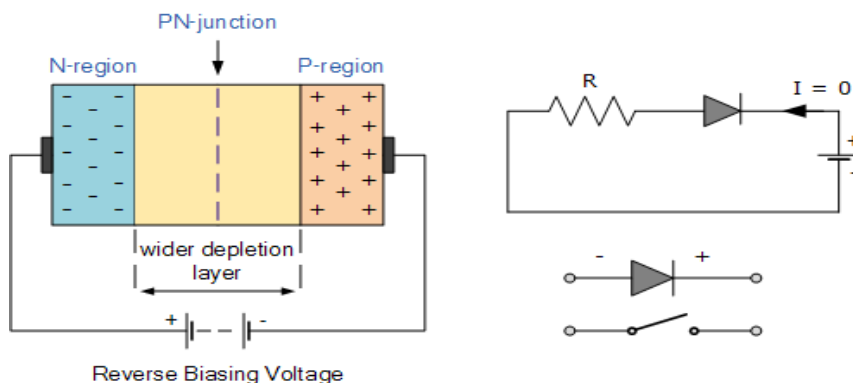 PN-junction
N-region P-region
wider depletion
layer
+ -
Reverse Biasing Voltage
R
I = 0
+
-
- +